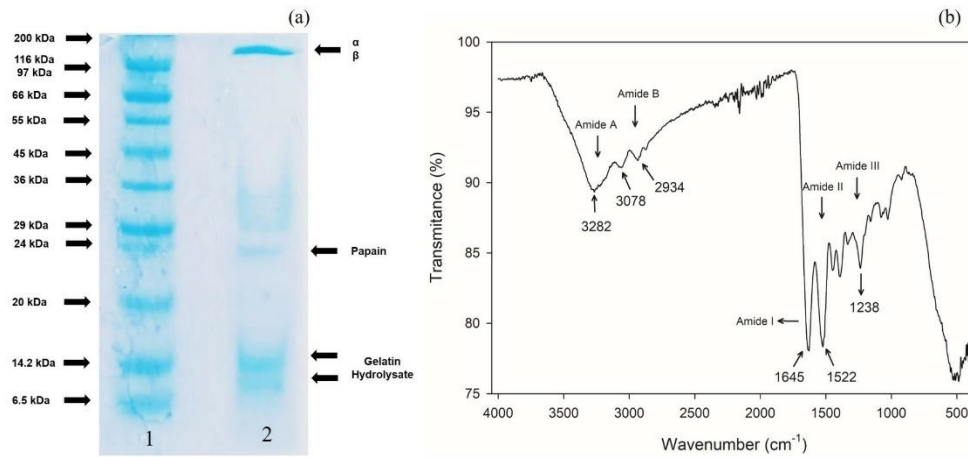 (a)
200 kDa
116 kDa
97 kDa
66 kDa
55 kDa
45 kDa
36 kDa
29 kDa
24 kDa
20 kDa
14.2 kDa
6.5 kDa
α
β
Papain
Gelatin
Hydrolysate
1
2
(b)
100
95
90
85
80
75
Transmitance (%)
Amide A
Amide B
Amide II
Amide III
Amide I
3282
3078
2934
1645
1522
1238
4000
3500
3000
2500
2000
1500
1000
500
Wavenumber (cm⁻¹)